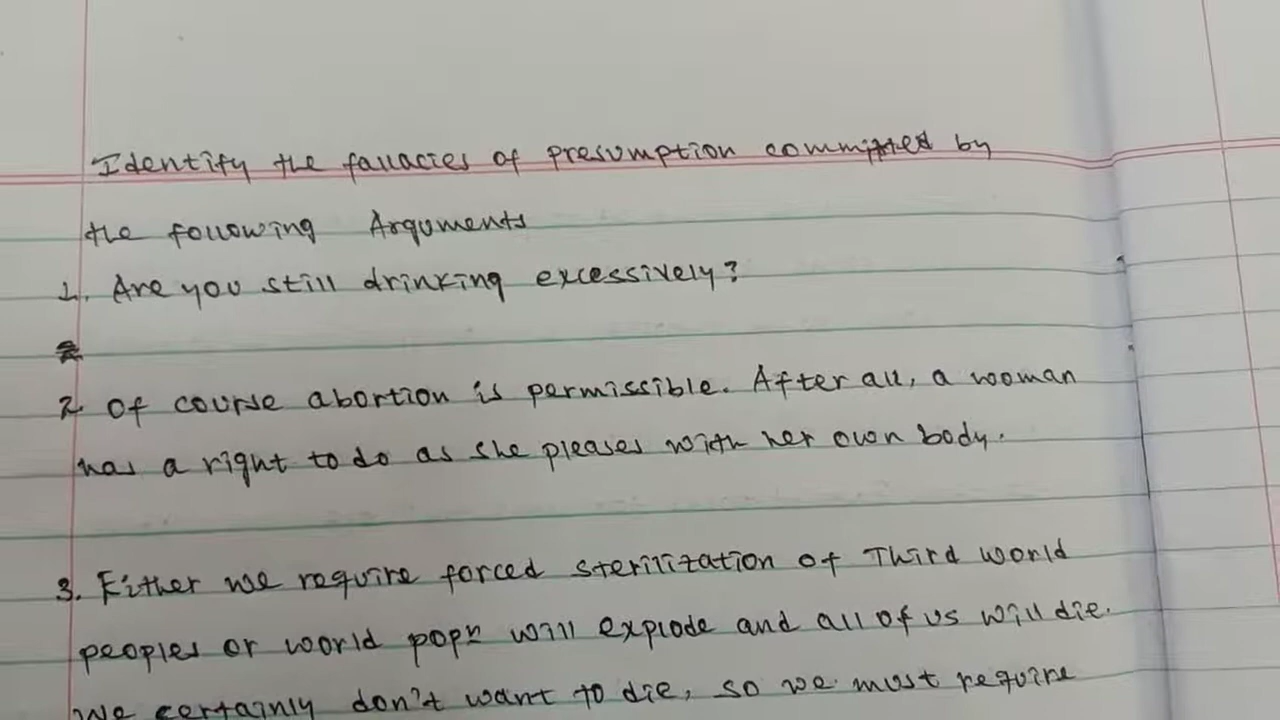 Identify the fallacies of presumption committed by
the following Arguments
1. Are you still drinking excessively?
2. Of course abortion is permissible. After all, a woman
has a right to do as she pleases with her own body.
3. Either we require forced sterilization of Third world
peoples or world popn will explode and all of us will die.
We certainly don't want to die, so we must require